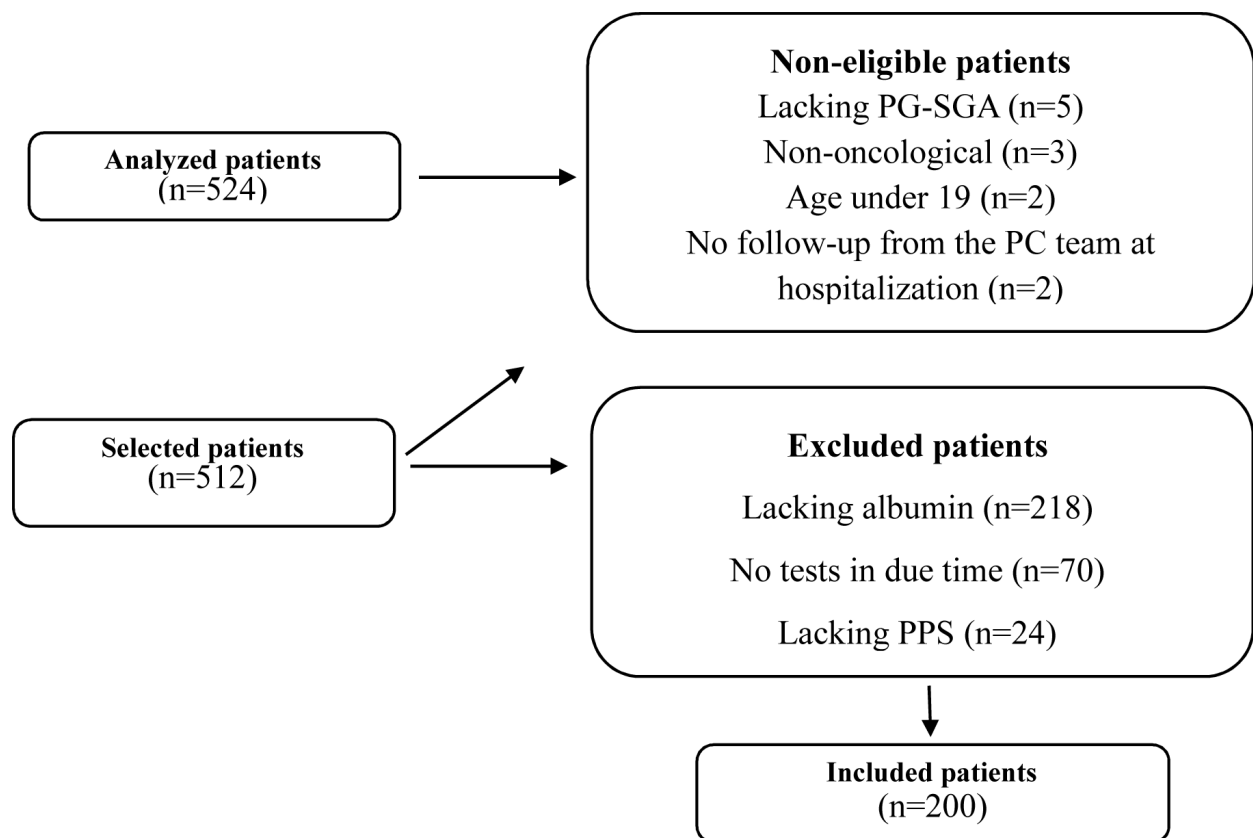 Analyzed patients
(n=524)
Non-eligible patients
Lacking PG-SGA (n=5)
Non-oncological (n=3)
Age under 19 (n=2)
No follow-up from the PC team at
hospitalization (n=2)
Selected patients
(n=512)
Excluded patients
Lacking albumin (n=218)
No tests in due time (n=70)
Lacking PPS (n=24)
Included patients
(n=200)